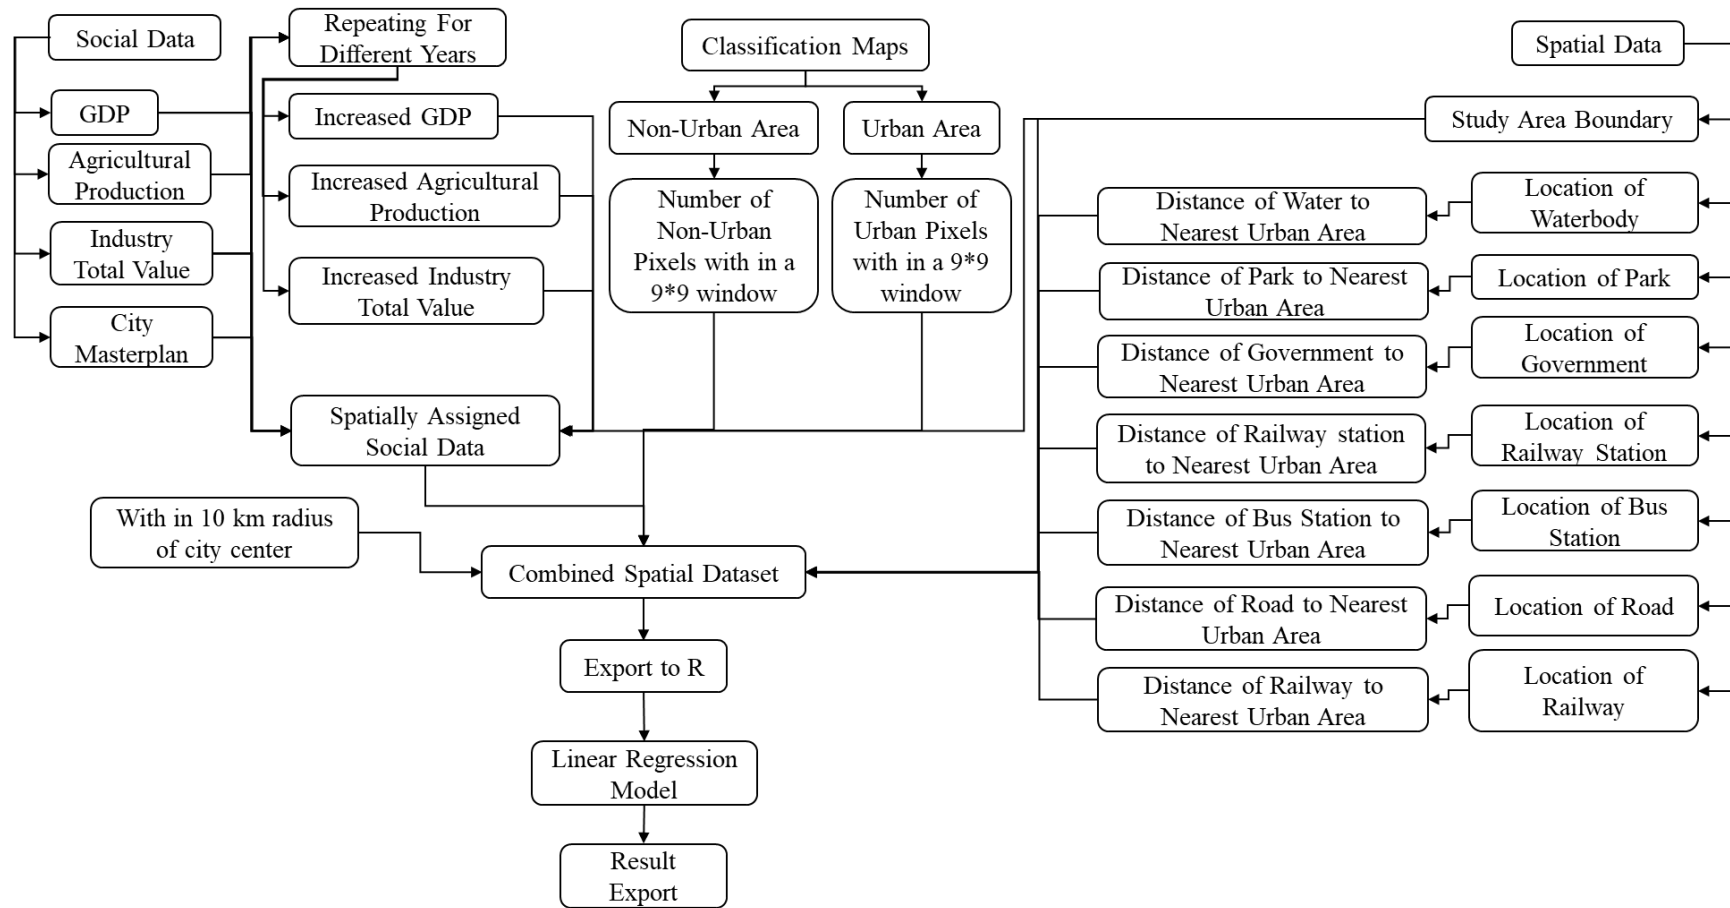 Social Data
GDP
Agricultural
Production
Industry
Total Value
City
Masterplan
Repeating For
Different Years
Increased GDP
Increased Agricultural
Production
Increased Industry
Total Value
Spatially Assigned
Social Data
With in 10 km radius
of city center
Classification Maps
Non-Urban Area
Urban Area
Number of
Non-Urban
Pixels with in a
9*9 window
Number of
Urban Pixels
with in a 9*9
window
Combined Spatial Dataset
Export to R
Linear Regression
Model
Result
Export
Spatial Data
Study Area Boundary
Distance of Water to
Nearest Urban Area
Location of
Waterbody
Distance of Park to Nearest
Urban Area
Location of Park
Distance of Government to
Nearest Urban Area
Location of
Government
Distance of Railway station
to Nearest Urban Area
Location of
Railway Station
Distance of Bus Station to
Nearest Urban Area
Location of Bus
Station
Distance of Road to Nearest
Urban Area
Location of Road
Distance of Railway to
Nearest Urban Area
Location of
Railway